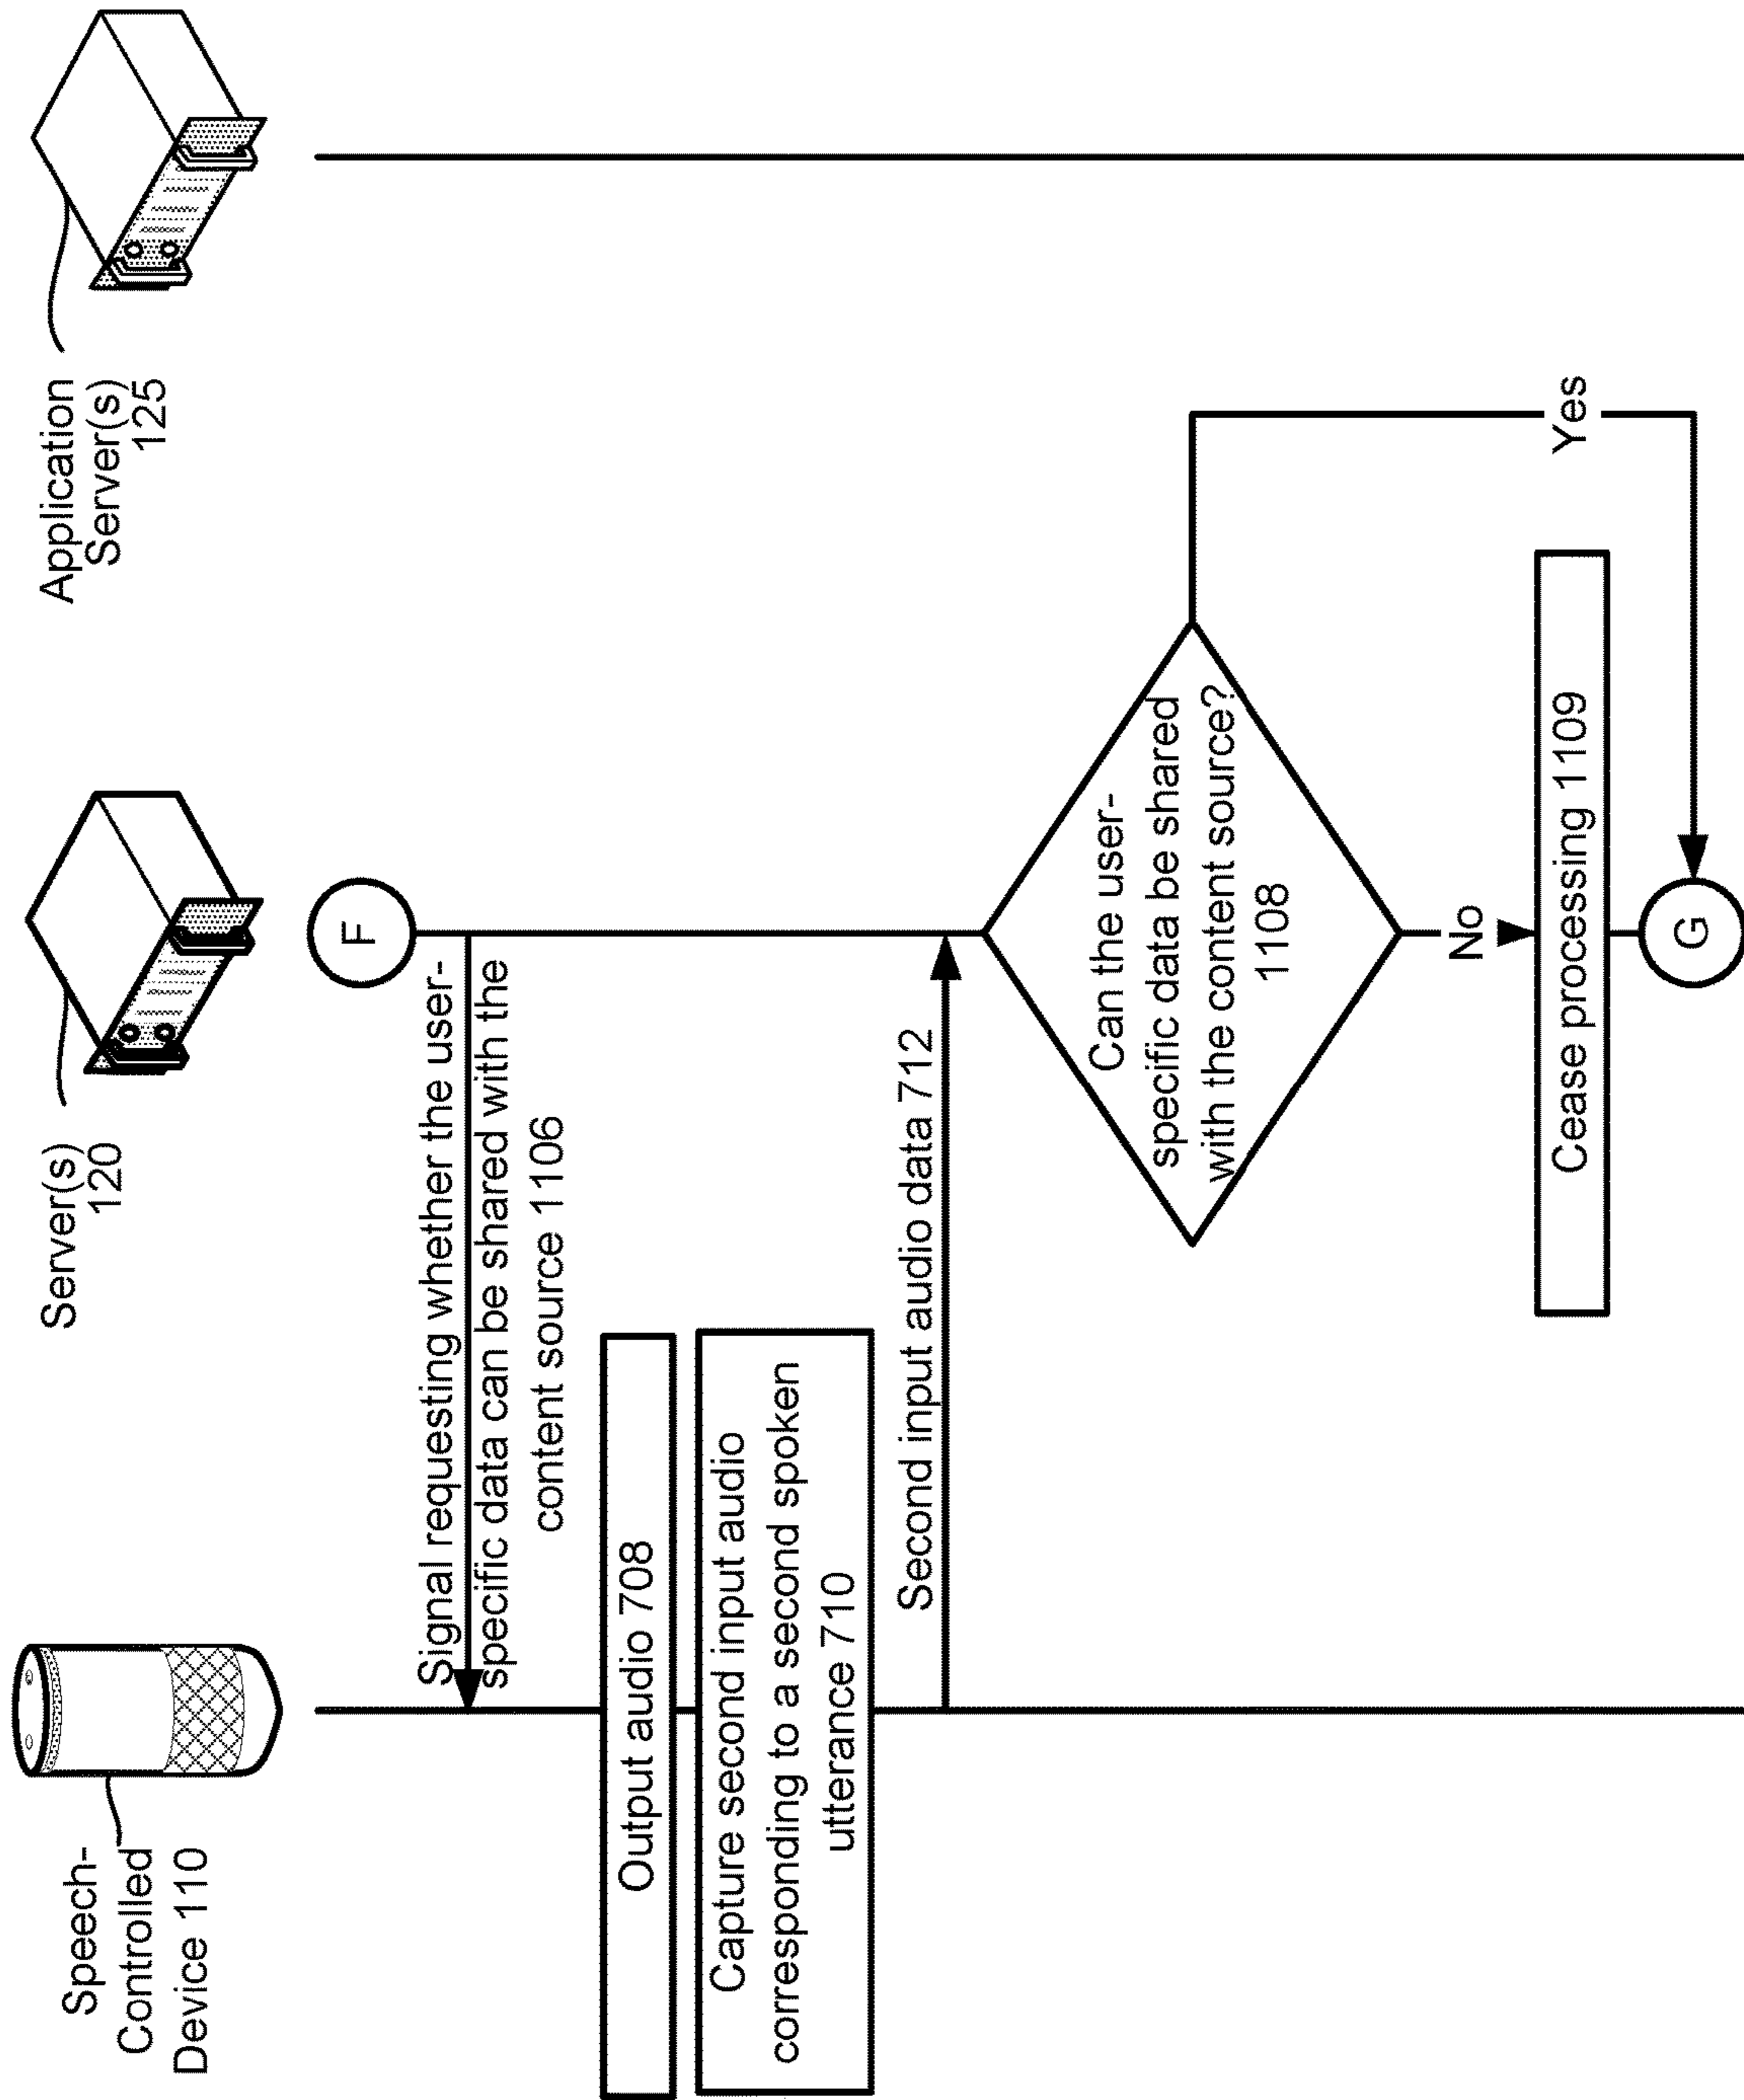 Speech-
Controlled
Device 110
Server(s)
120
Application
Server(s)
125
F
Signal requesting whether the user-
specific data can be shared with the
content source 1106
Output audio 708
Capture second input audio
corresponding to a second spoken
utterance 710
Second input audio data 712
Can the user-
specific data be shared
with the content source?
1108
No
Yes
Cease processing 1109
G